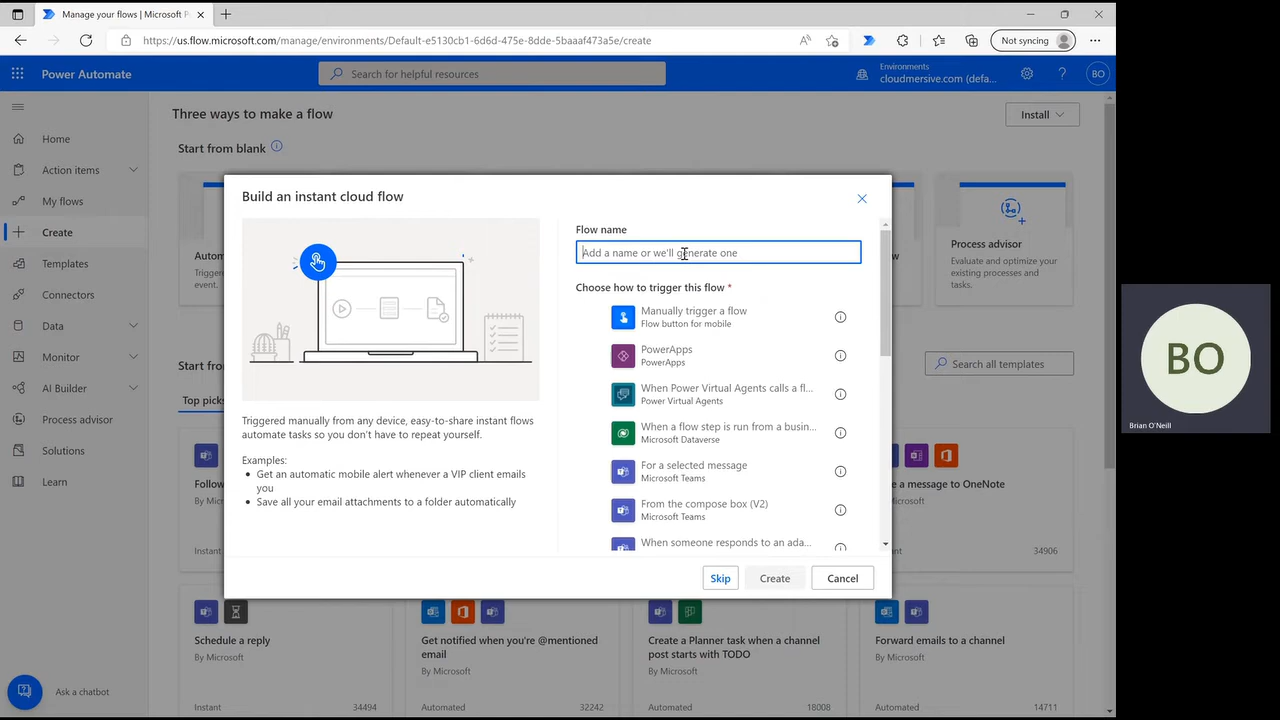 Manage your flows | Microsoft P
https://us.flow.microsoft.com/manage/environments/Default-e5130cb1-6d6d-475e-8dde-5baaaf473a5e/create
Not syncing
Power Automate
Search for helpful resources
Environments
cloudmersive.com (defa...
BO
Home
Action items
My flows
Create
Templates
Connectors
Data
Monitor
AI Builder
Process advisor
Solutions
Learn
Ask a chatbot
Three ways to make a flow
Install
Start from blank
Autom
Trigger
event.
w
Process advisor
Evaluate and optimize your
existing processes and
tasks.
Start from
Search all templates
Top picks
Build an instant cloud flow
Triggered manually from any device, easy-to-share instant flows
automate tasks so you don't have to repeat yourself.
Examples:
Get an automatic mobile alert whenever a VIP client emails
you
Save all your email attachments to a folder automatically
Flow name
Add a name or we'll generate one
Choose how to trigger this flow *
Manually trigger a flow
Flow button for mobile
PowerApps
PowerApps
When Power Virtual Agents calls a fl...
Power Virtual Agents
When a flow step is run from a busin...
Microsoft Dataverse
For a selected message
Microsoft Teams
From the compose box (V2)
Microsoft Teams
When someone responds to an ada...
Skip
Create
Cancel
Follow
Instant
e a message to OneNote
ant
34906
Schedule a reply
By Microsoft
Instant
34494
Get notified when you're @mentioned
email
By Microsoft
Automated
32242
Create a Planner task when a channel
post starts with TODO
By Microsoft
Automated
18008
Forward emails to a channel
By Microsoft
Automated
14711
BO
Brian O'Neill